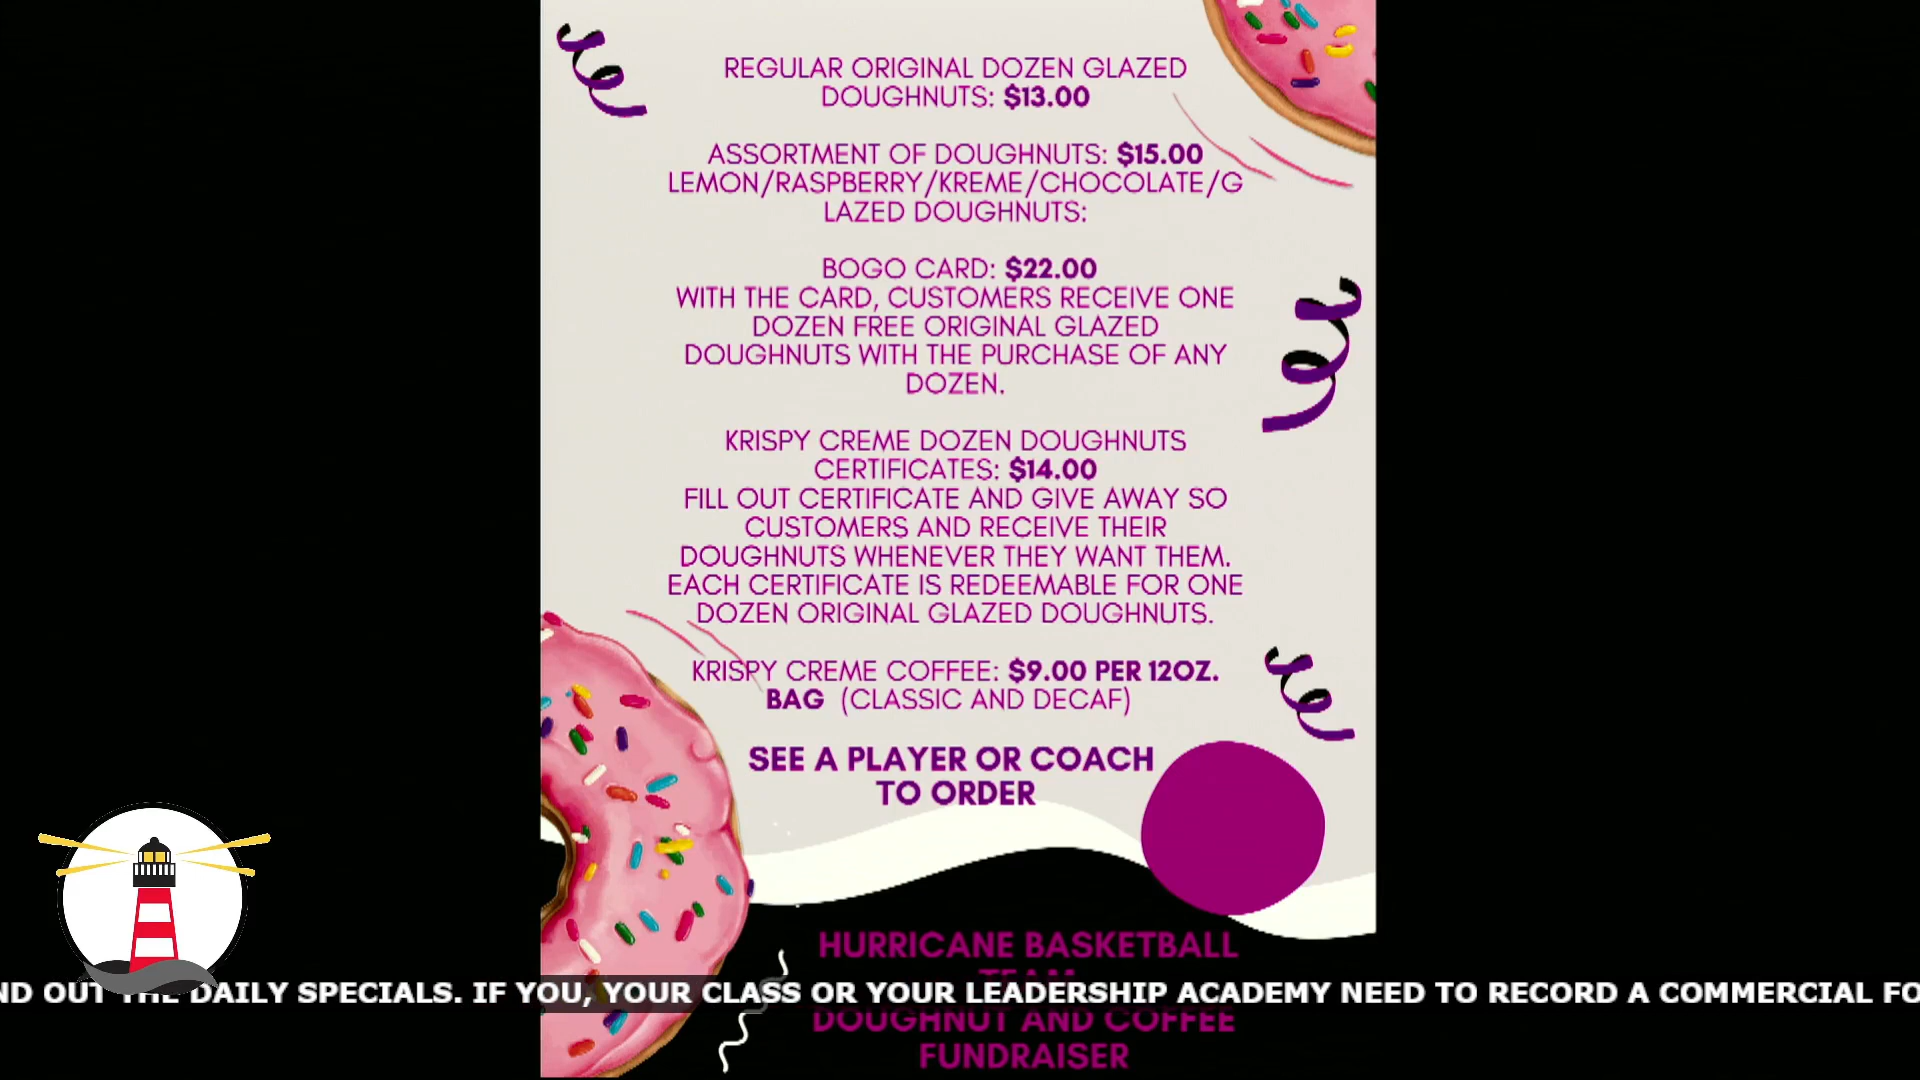 REGULAR ORIGINAL DOZEN GLAZED
DOUGHNUTS: $13.00
ASSORTMENT OF DOUGHNUTS: $15.00
LEMON/RASPBERRY/KREME/CHOCOLATE/G
LAZED DOUGHNUTS:
BOGO CARD: $22.00
WITH THE CARD, CUSTOMERS RECEIVE ONE
DOZEN FREE ORIGINAL GLAZED
DOUGHNUTS WITH THE PURCHASE OF ANY
DOZEN.
KRISPY CREME DOZEN DOUGHNUTS
CERTIFICATES: $14.00
FILL OUT CERTIFICATE AND GIVE AWAY SO
CUSTOMERS AND RECEIVE THEIR
DOUGHNUTS WHENEVER THEY WANT THEM.
EACH CERTIFICATE IS REDEEMABLE FOR ONE
DOZEN ORIGINAL GLAZED DOUGHNUTS.
KRISPY CREME COFFEE: $9.00 PER 12OZ.
BAG (CLASSIC AND DECAF)
SEE A PLAYER OR COACH
TO ORDER
HURRICANE BASKETBALL
TEAM
ND OUT THE DAILY SPECIALS. IF YOU, YOUR CLASS OR YOUR LEADERSHIP ACADEMY NEED TO RECORD A COMMERCIAL FO
DOUGHNUT AND COFFEE
FUNDRAISER